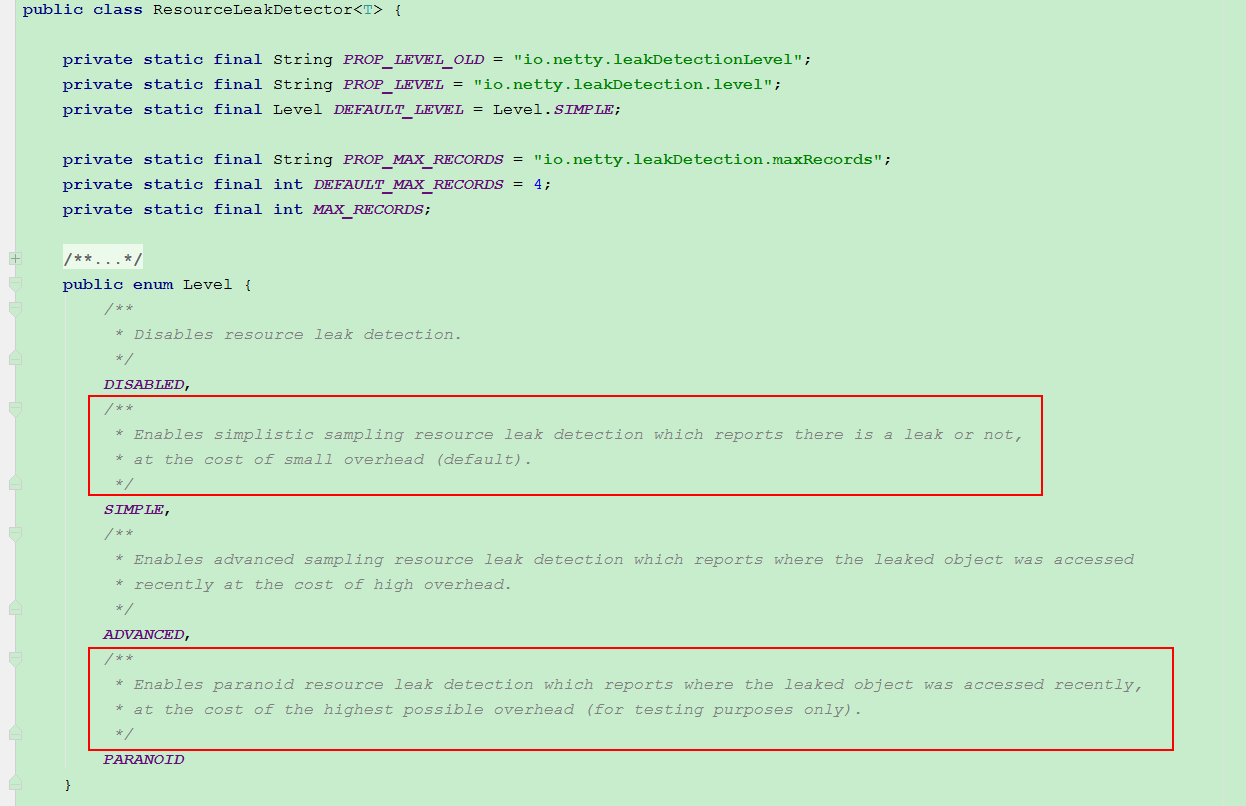 public class ResourceLeakDetector<T> {
private static final String PROP_LEVEL_OLD = "io.netty.leakDetectionLevel";
private static final String PROP_LEVEL = "io.netty.leakDetection.level";
private static final Level DEFAULT_LEVEL = Level.SIMPLE;
private static final String PROP_MAX_RECORDS = "io.netty.leakDetection.maxRecords";
private static final int DEFAULT_MAX_RECORDS = 4;
private static final int MAX_RECORDS;
/**...*/
public enum Level {
/**
* Disables resource leak detection.
*/
DISABLED,
/**
* Enables simplistic sampling resource leak detection which reports there is a leak or not,
* at the cost of small overhead (default).
*/
SIMPLE,
/**
* Enables advanced sampling resource leak detection which reports where the leaked object was accessed
* recently at the cost of high overhead.
*/
ADVANCED,
/**
* Enables paranoid resource leak detection which reports where the leaked object was accessed recently,
* at the cost of the highest possible overhead (for testing purposes only).
*/
PARANOID
}